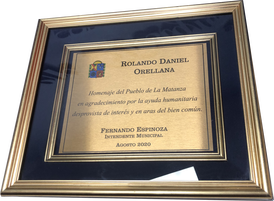 ROLANDO DANIEL
ORELLANA
Homenaje del Pueblo de La Matanza
en agradecimiento por la ayuda humanitaria
desprovista de interés y en aras del bien común.
FERNANDO ESPINOZA
INTENDENTE MUNICIPAL
AGOSTO 2020